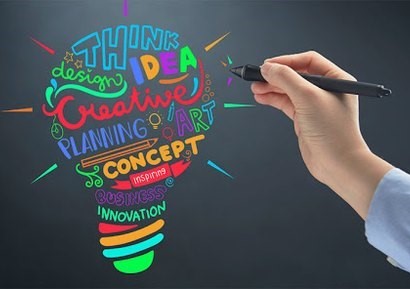 THINK
design
IDEA
Creative
ART
PLANNING
CONCEPT
inspiring
BUSINESS
INNOVATION